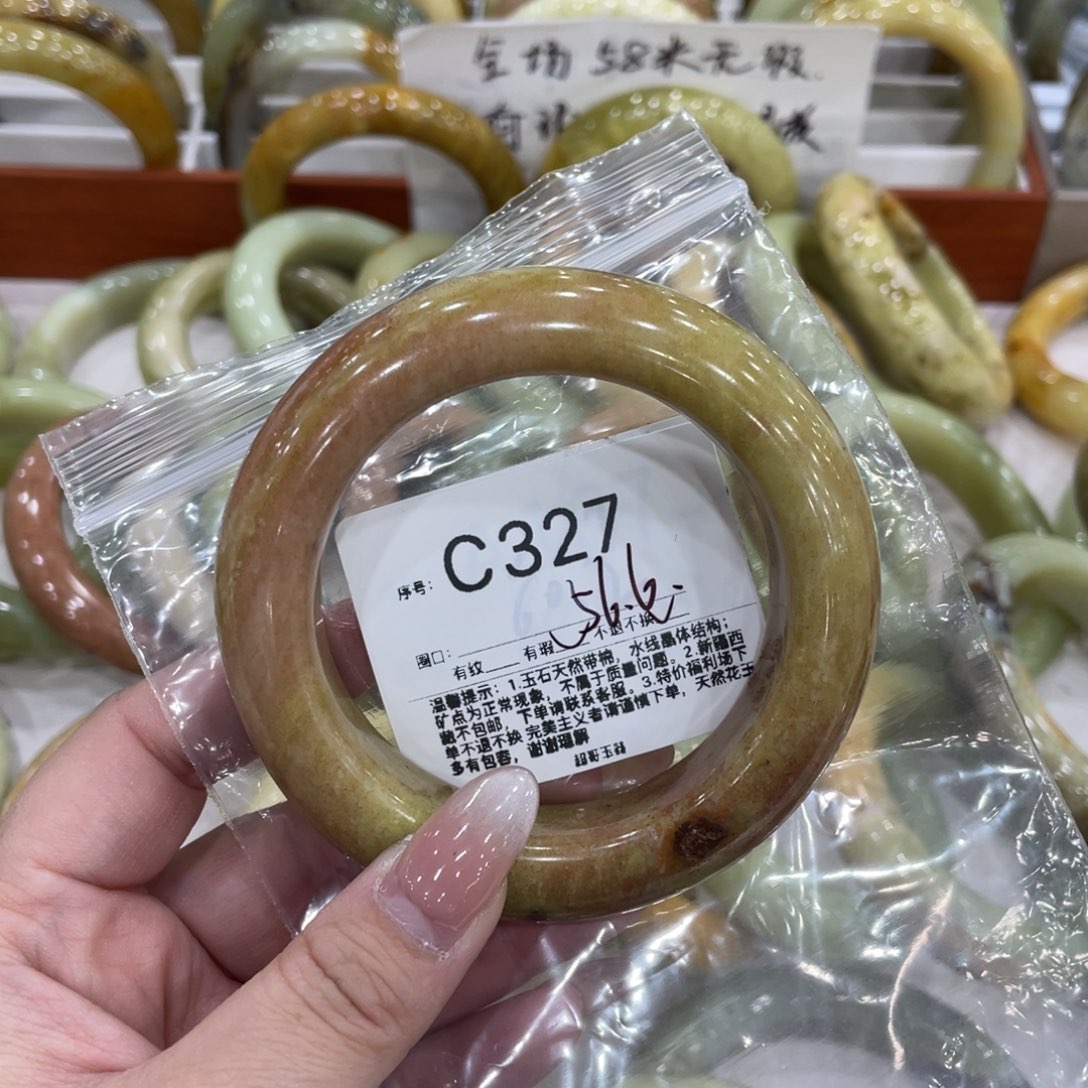 全场58米无瑕
序号: C327
圈口: 56.6.
有纹 有瑕 不退不换
温馨提示：1.玉石天然带棉，水线晶体结构；
矿点为正常现象，不属于质量问题。2.新疆西
不包邮，下单请联系客服。3.特价福利场下
单不退不换 完美主义者请谨慎下单，天然花玉
多有包容，谢谢理解